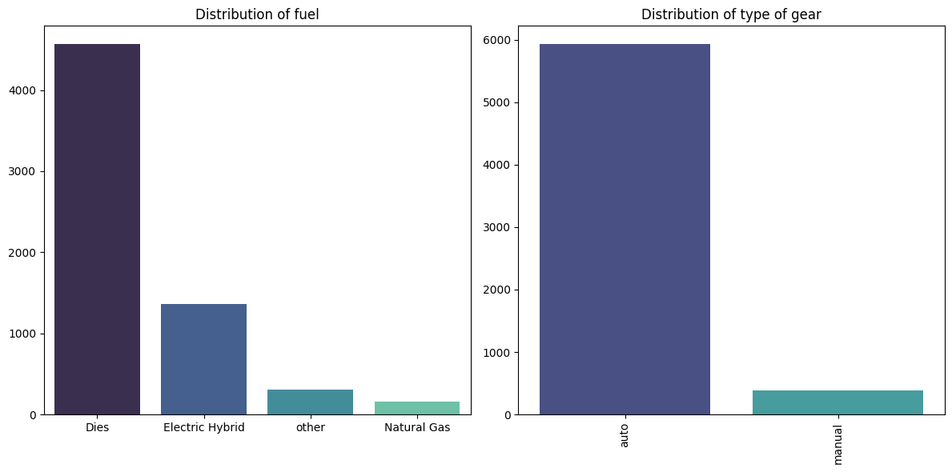 Distribution of fuel
4000
3000
2000
1000
0
Dies
Electric Hybrid
other
Natural Gas
Distribution of type of gear
6000
5000
4000
3000
2000
1000
0
auto
manual